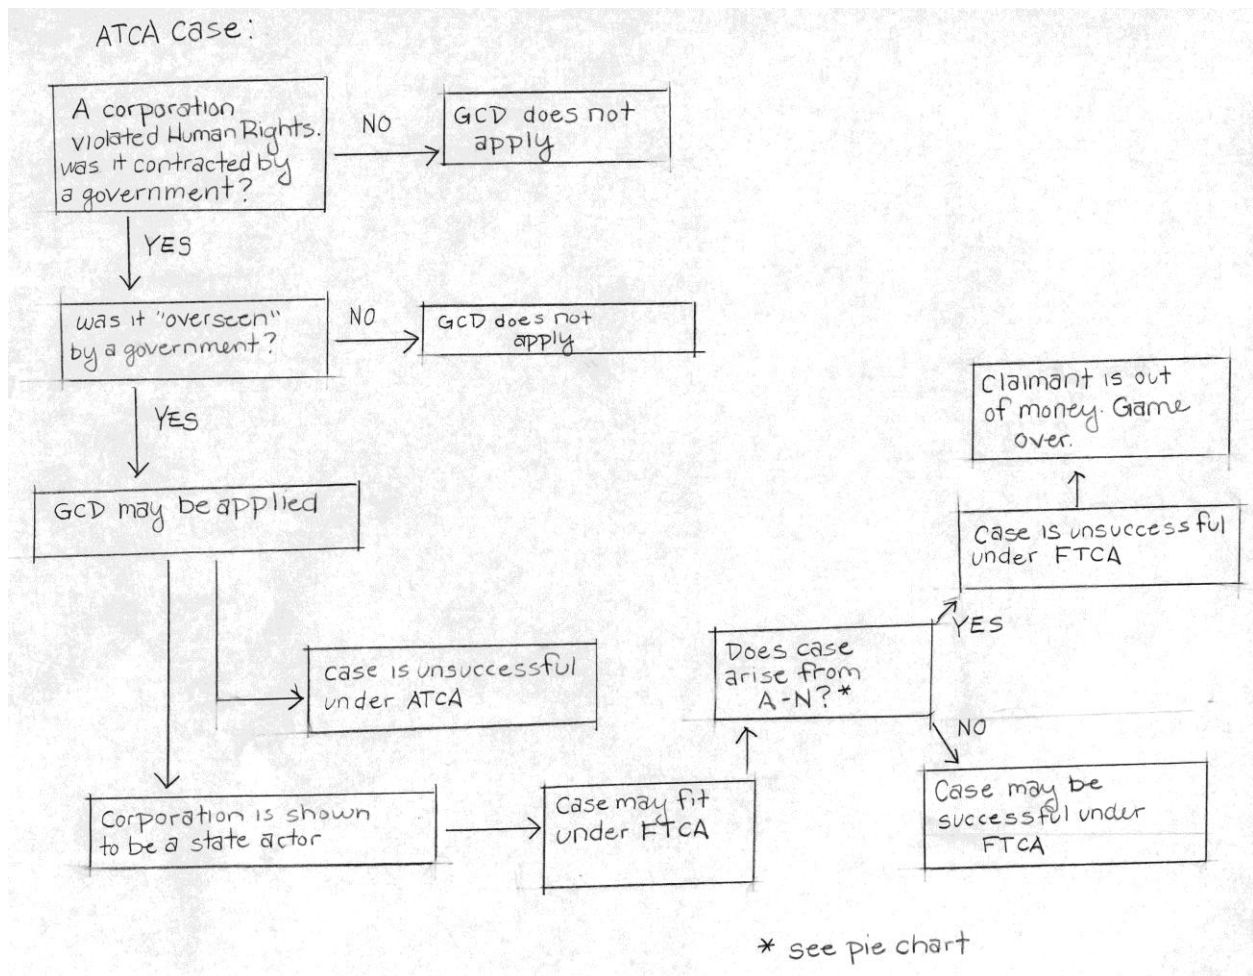 ATCA Case:
A corporation
violated Human Rights.
was it contracted by
a government?
NO
GCD does not
apply
YES
was it "overseen"
by a government?
NO
GCD does not
apply
YES
GCD may be applied
Case is unsuccessful
under ATCA
Corporation is shown
to be a state actor
Case may fit
under FTCA
Does case
arise from
A-N?*
YES
Case is unsuccessful
under FTCA
Claimant is out
of money. Game
over.
NO
Case may be
successful under
FTCA
* see pie chart